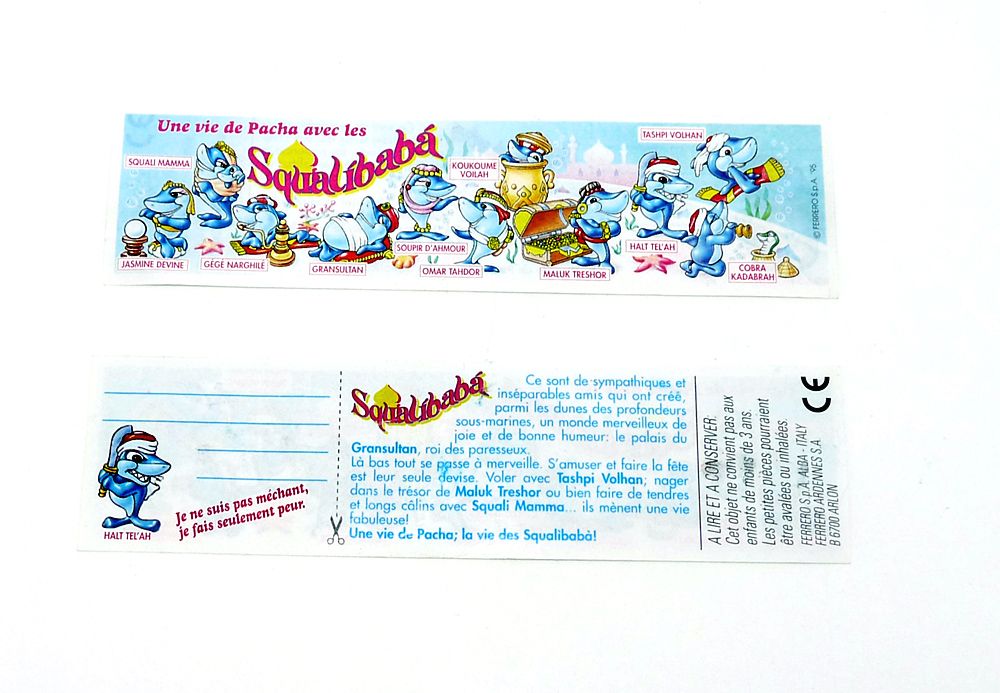 Une vie de Pacha avec les
Squalibabá
SQUALI MAMMA
KOUKOUME
VOILAH
TASHPI VOLHAN
JASMINE DEVINE
GÉGÉ NARGHILÉ
GRANSULTAN
SOUPIR D'AHMOUR
OMAR TAHDOR
MALUK TRESHOR
HALT TEL'AH
COBRA
KADABRAH
© FERRERO S.p.A. '95
HALT TEL'AH
Je ne suis pas méchant,
je fais seulement peur.
Squalibabá
Ce sont de sympathiques et
inséparables amis qui ont créé,
parmi les dunes des profondeurs
sous-marines, un monde merveilleux de
joie et de bonne humeur: le palais du
Gransultan, roi des paresseux.
Là bas tout se passe à merveille. S'amuser et faire la fête
est leur seule devise. Voler avec Tashpi Volhan; nager
dans le trésor de Maluk Treshor ou bien faire de tendres
et longs câlins avec Squali Mamma... ils mènent une vie
fabuleuse!
Une vie de Pacha; la vie des Squalibabà!
A LIRE ET A CONSERVER:
Cet objet ne convient pas aux
enfants de moins de 3 ans.
Les petites pièces pourraient
être avalées ou inhalées
FERRERO S.p.A. ALBA - ITALY
FERRERO ARDENNES S.A
B 6700 ARLON
CE